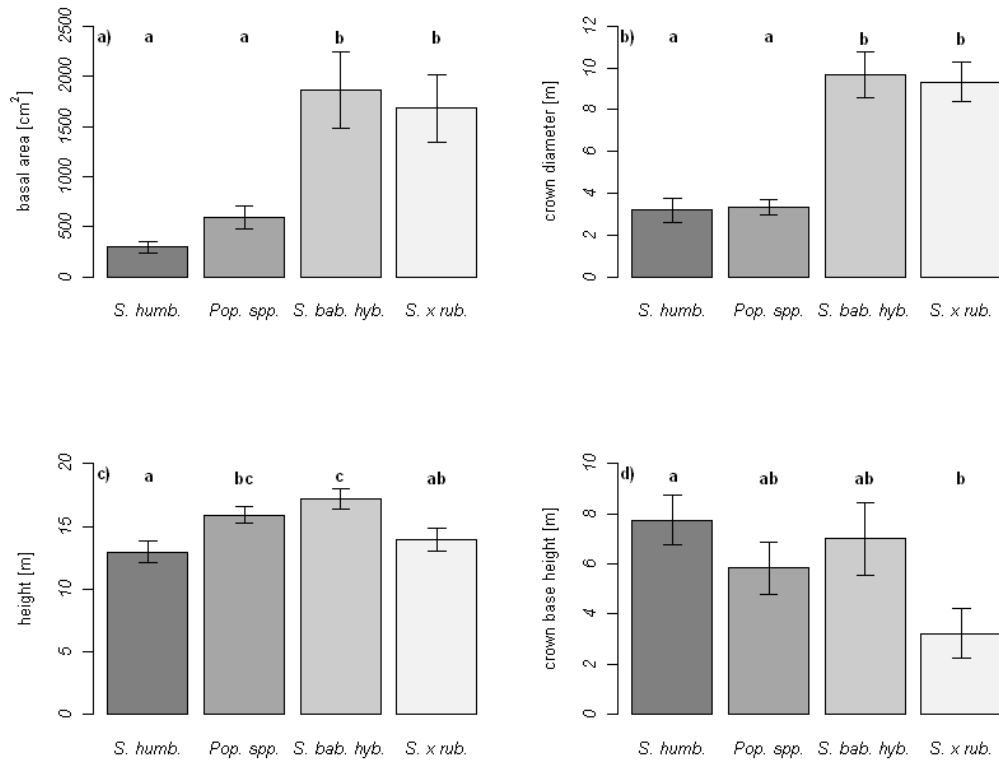 a) a a b b
basal area [cm²]
2500
2000
1500
1000
500
0
S. humb. Pop. spp. S. bab. hyb. S. x rub.
b) a a b b
crown diameter [m]
12
10
8
6
4
2
0
S. humb. Pop. spp. S. bab. hyb. S. x rub.
c) a bc c ab
height [m]
20
15
10
5
0
S. humb. Pop. spp. S. bab. hyb. S. x rub.
d) a ab ab b
crown base height [m]
10
8
6
4
2
0
S. humb. Pop. spp. S. bab. hyb. S. x rub.